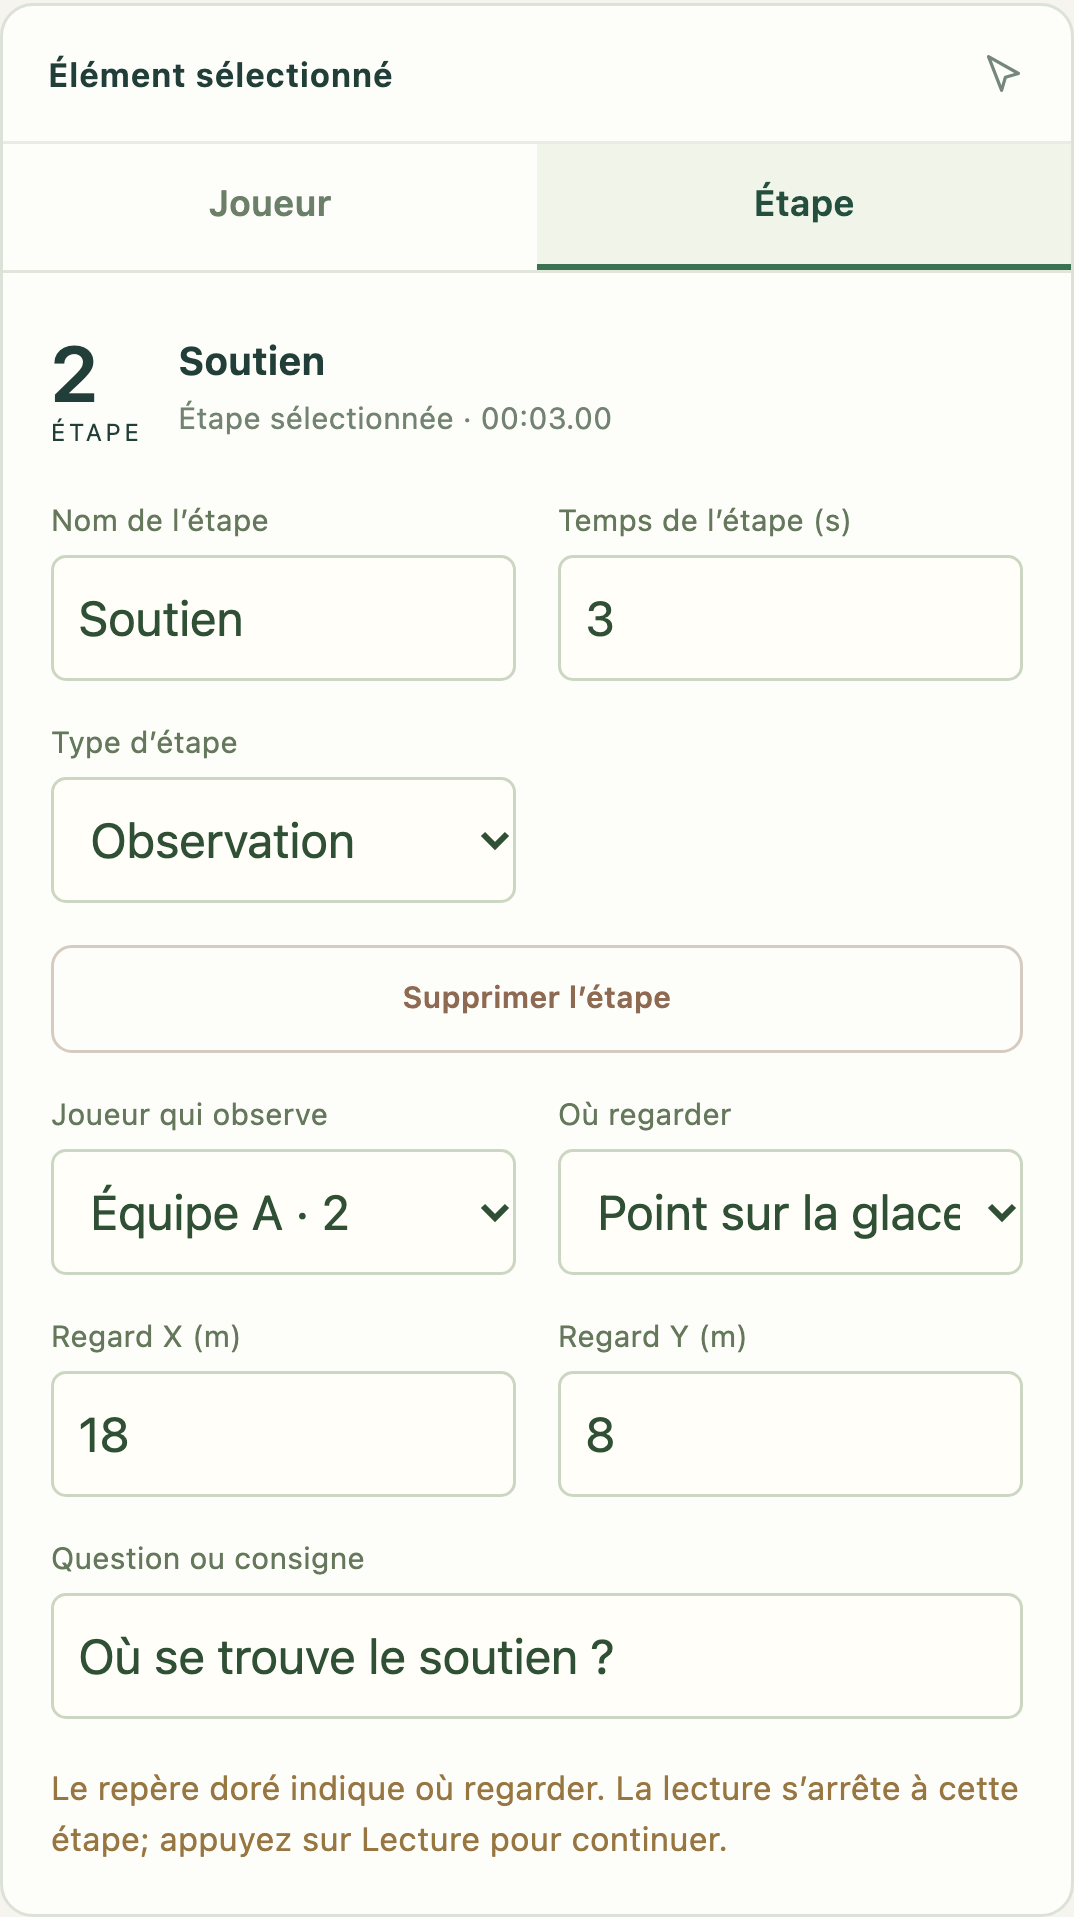 Élément sélectionné
Joueur
Étape
2
ÉTAPE
Soutien
Étape sélectionnée · 00:03.00
Nom de l’étape
Temps de l’étape (s)
Soutien
3
Type d’étape
Observation
Supprimer l’étape
Joueur qui observe
Où regarder
Équipe A · 2
Point sur la glace
Regard X (m)
Regard Y (m)
18
8
Question ou consigne
Où se trouve le soutien ?
Le repère doré indique où regarder. La lecture s’arrête à cette
étape; appuyez sur Lecture pour continuer.